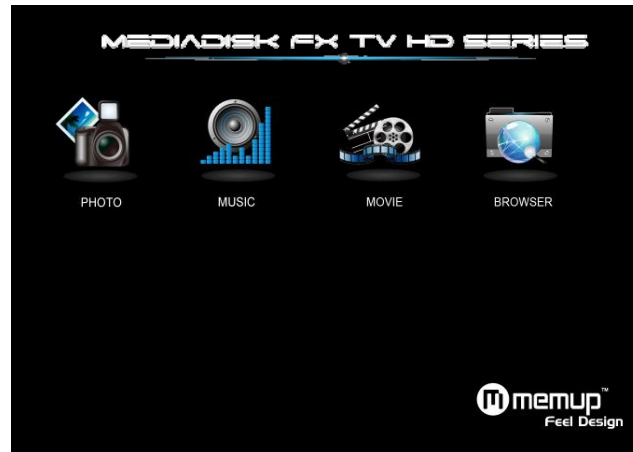 MEDIADISK FX TV HD SERIES
PHOTO MUSIC MOVIE BROWSER
memup™
Feel Design